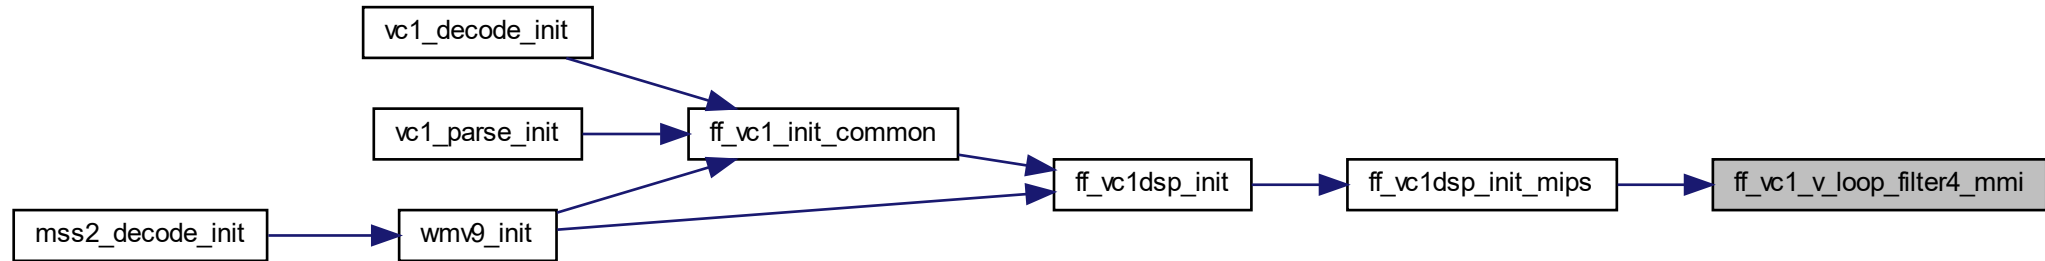 vc1_decode_init
vc1_parse_init
ff_vc1_init_common
ff_vc1dsp_init
ff_vc1dsp_init_mips
ff_vc1_v_loop_filter4_mmi
mss2_decode_init
wmv9_init